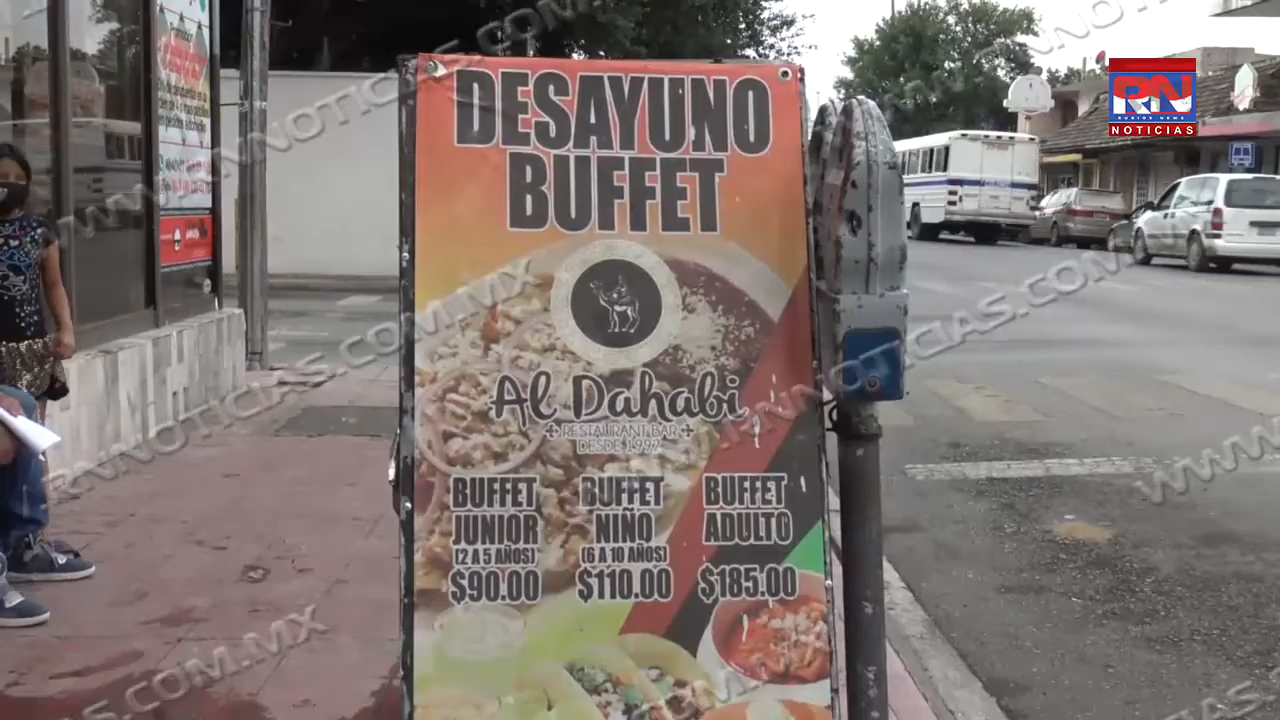 DESAYUNO
BUFFET
Al Dahabi
RESTAURANT BAR
DESDE 1992
BUFFET
JUNIOR
(2 A 5 AÑOS)
$90.00
BUFFET
NIÑO
(6 A 10 AÑOS)
$110.00
BUFFET
ADULTO
$185.00
RN
NOTICIAS
WWW.RNNOTICIAS.COM.MX